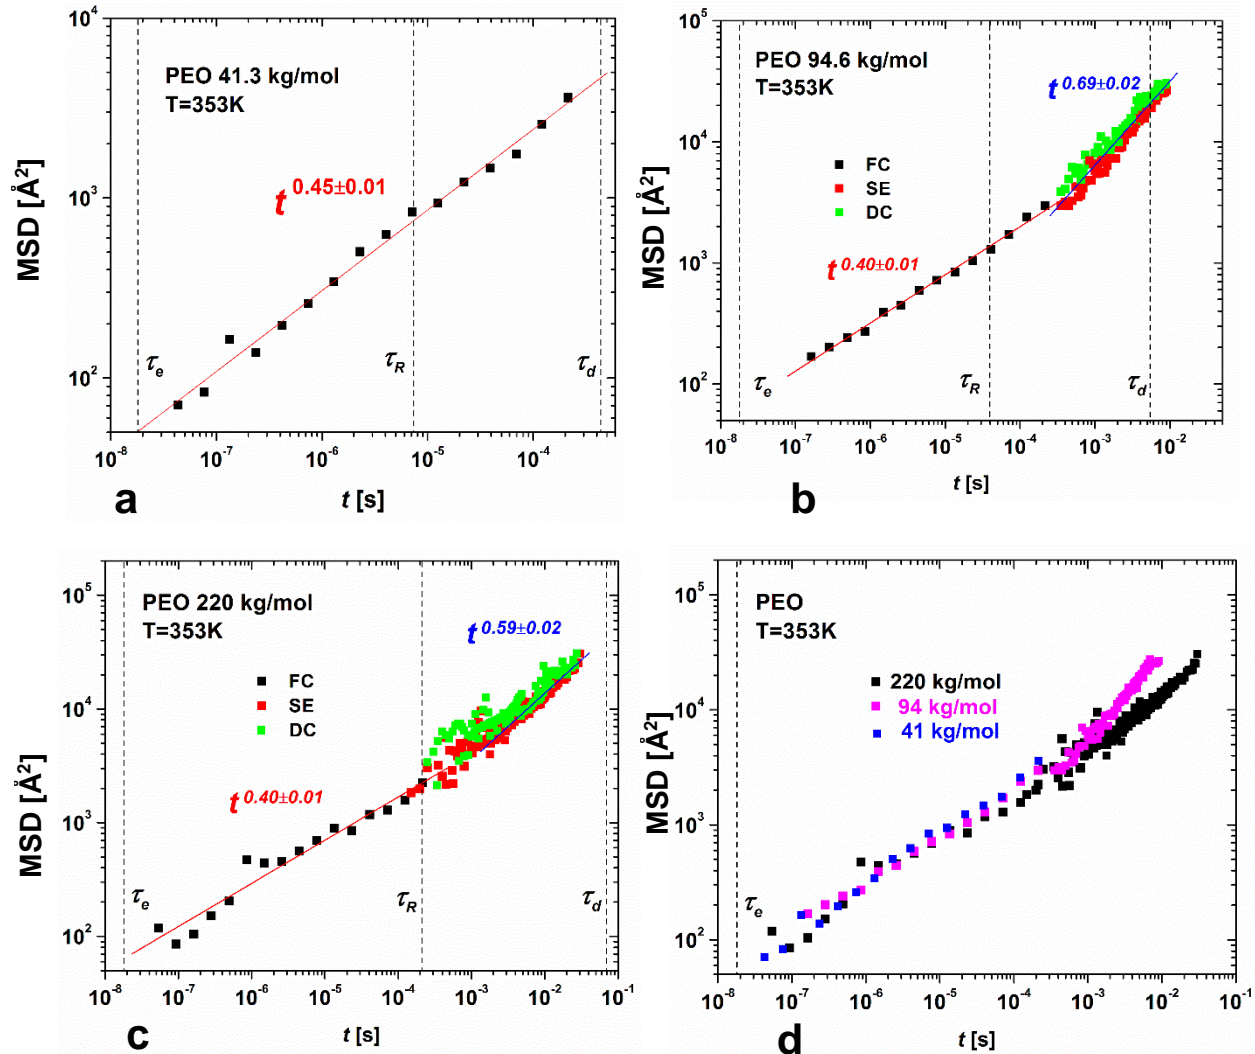 PEO 41.3 kg/mol
T=353K
t 0.45±0.01
τe
τR
τd
MSD [Å²]
10⁴
10³
10²
10⁻⁸ 10⁻⁷ 10⁻⁶ 10⁻⁵ 10⁻⁴
t [s]
a
PEO 94.6 kg/mol
T=353K
t 0.69±0.02
FC
SE
DC
t 0.40±0.01
τe
τR
τd
MSD [Å²]
10⁵
10⁴
10³
10²
10⁻⁸ 10⁻⁷ 10⁻⁶ 10⁻⁵ 10⁻⁴ 10⁻³ 10⁻²
t [s]
b
PEO 220 kg/mol
T=353K
t 0.59±0.02
FC
SE
DC
t 0.40±0.01
τe
τR
τd
MSD [Å²]
10⁵
10⁴
10³
10²
10⁻⁸ 10⁻⁷ 10⁻⁶ 10⁻⁵ 10⁻⁴ 10⁻³ 10⁻² 10⁻¹
t [s]
c
PEO
T=353K
220 kg/mol
94 kg/mol
41 kg/mol
τe
MSD [Å²]
10⁵
10⁴
10³
10²
10⁻⁸ 10⁻⁷ 10⁻⁶ 10⁻⁵ 10⁻⁴ 10⁻³ 10⁻² 10⁻¹
t [s]
d